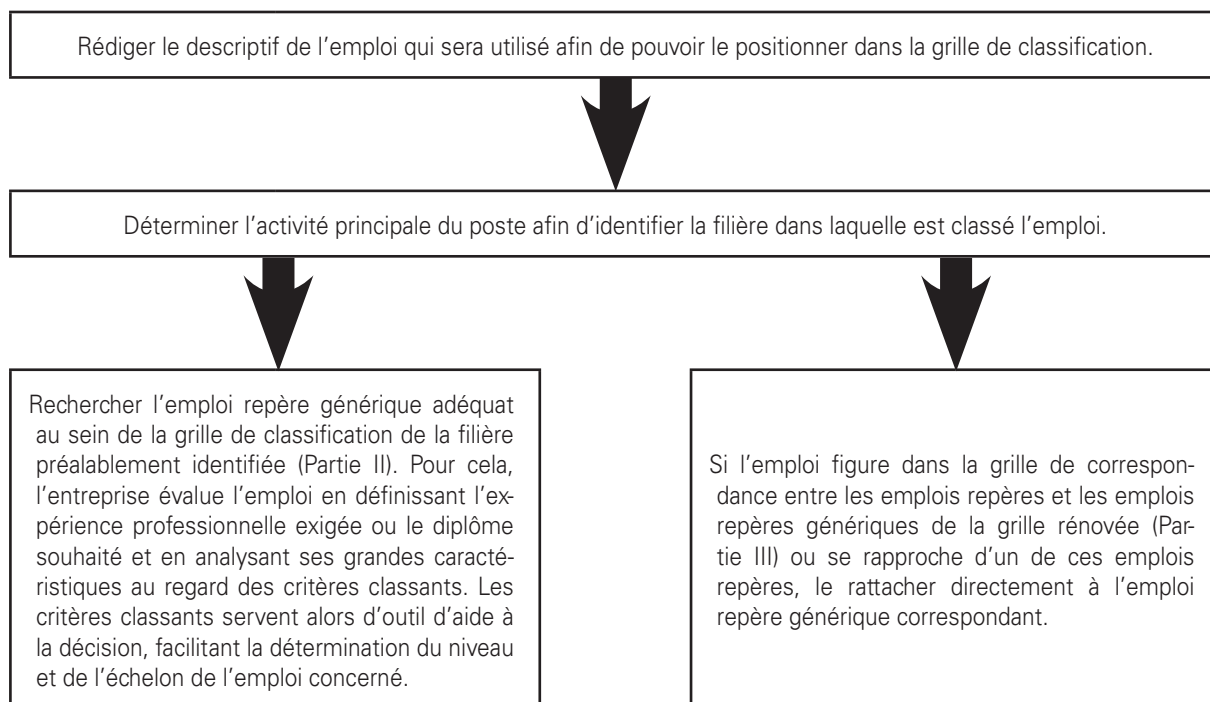 Rédiger le descriptif de l'emploi qui sera utilisé afin de pouvoir le positionner dans la grille de classification.
Déterminer l'activité principale du poste afin d'identifier la filière dans laquelle est classé l'emploi.
Rechercher l'emploi repère générique adéquat
au sein de la grille de classification de la filière
préalablement identifiée (Partie II). Pour cela,
l'entreprise évalue l'emploi en définissant l'ex-
périence professionnelle exigée ou le diplôme
souhaité et en analysant ses grandes caracté-
ristiques au regard des critères classants. Les
critères classants servent alors d'outil d'aide à
la décision, facilitant la détermination du niveau
et de l'échelon de l'emploi concerné.
Si l'emploi figure dans la grille de correspon-
dance entre les emplois repères et les emplois
repères génériques de la grille rénovée (Par-
tie III) ou se rapproche d'un de ces emplois
repères, le rattacher directement à l'emploi
repère générique correspondant.